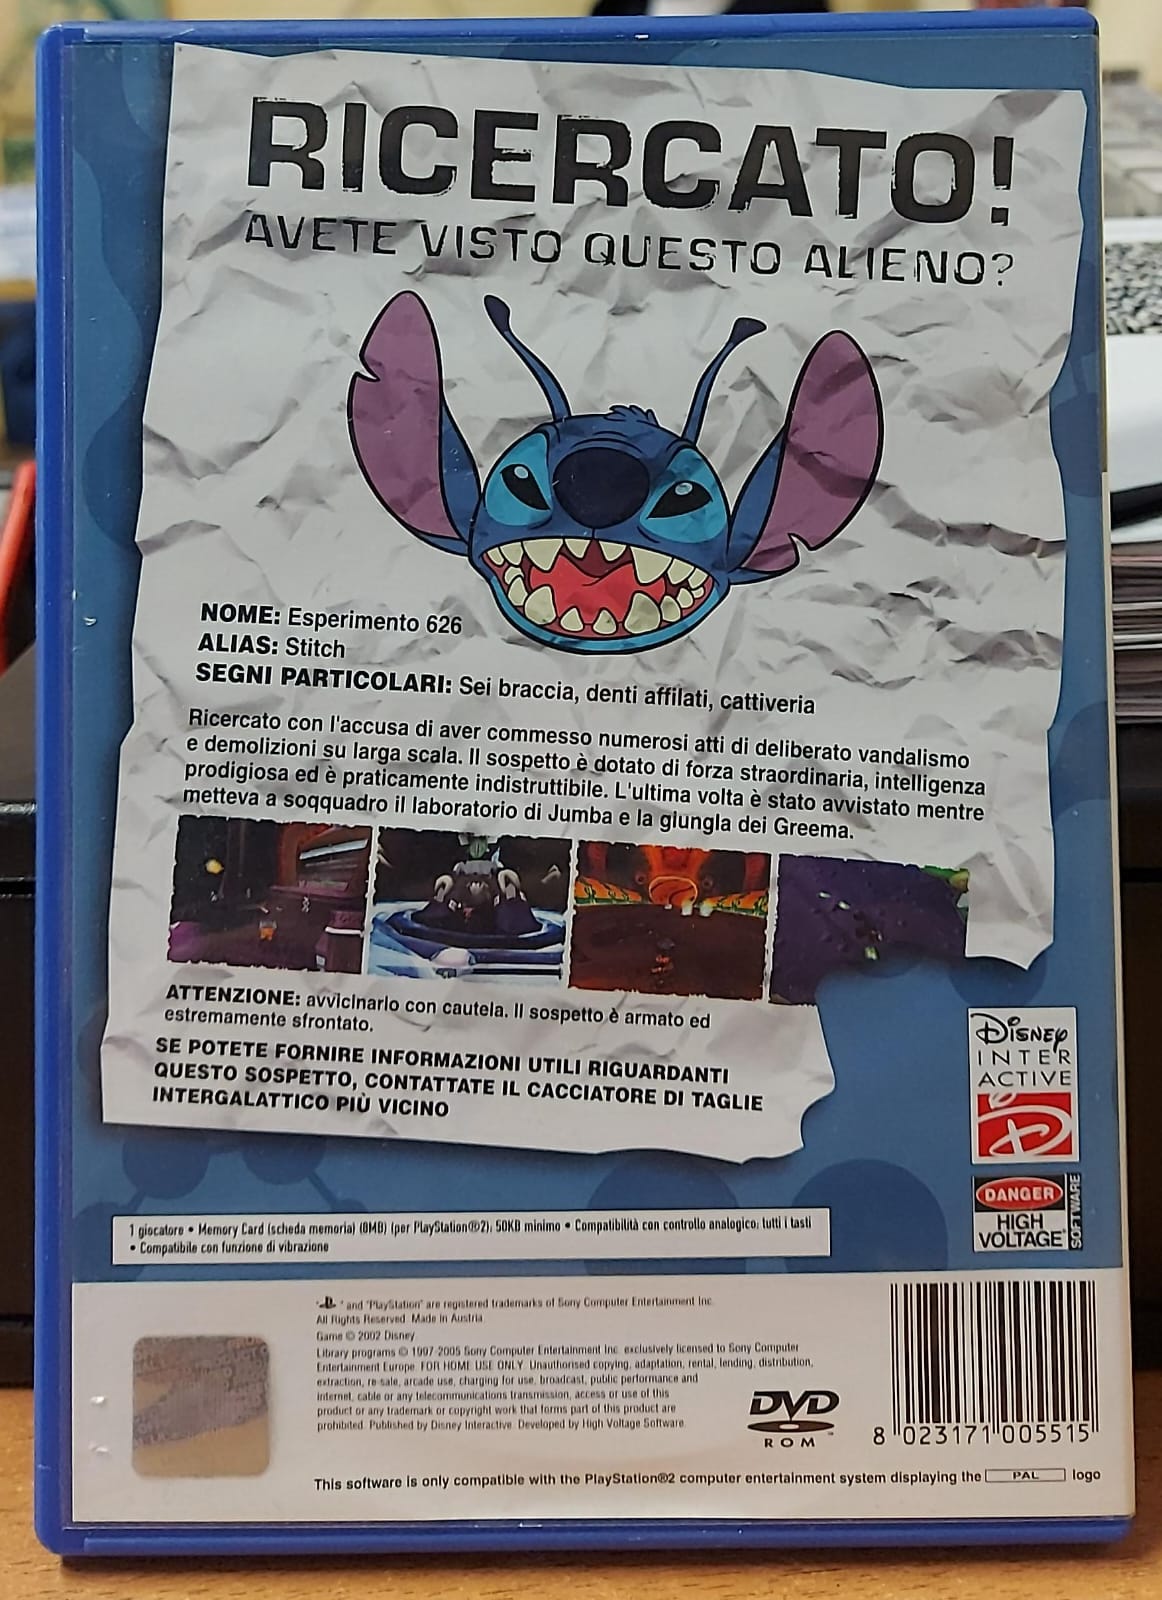 RICERCATO!
AVETE VISTO QUESTO ALIENO?
NOME: Esperimento 626
ALIAS: Stitch
SEGNI PARTICOLARI: Sei braccia, denti affilati, cattiveria
Ricercato con l'accusa di aver commesso numerosi atti di deliberato vandalismo
e demolizioni su larga scala. Il sospetto è dotato di forza straordinaria, intelligenza
prodigiosa ed è praticamente indistruttibile. L'ultima volta è stato avvistato mentre
metteva a soqquadro il laboratorio di Jumba e la giungla dei Greema.
ATTENZIONE: avvicinarlo con cautela. Il sospetto è armato ed
estremamente sfrontato.
SE POTETE FORNIRE INFORMAZIONI UTILI RIGUARDANTI
QUESTO SOSPETTO, CONTATTATE IL CACCIATORE DI TAGLIE
INTERGALATTICO PIÙ VICINO
DISNEY
INTER
ACTIVE
DANGER
HIGH
VOLTAGE
SOFTWARE
1 giocatore • Memory Card (scheda memoria) (8MB) (per PlayStation®2): 50KB minimo • Compatibilità con controllo analogico: tutti i tasti
• Compatibile con funzione di vibrazione
" " and "PlayStation" are registered trademarks of Sony Computer Entertainment Inc.
All Rights Reserved. Made in Austria.
Game © 2002 Disney
Library programs © 1997-2005 Sony Computer Entertainment Inc. exclusively licensed to Sony Computer
Entertainment Europe. FOR HOME USE ONLY. Unauthorised copying, adaptation, rental, lending, distribution,
extraction, re-sale, arcade use, charging for use, broadcast, public performance and
internet, cable or any telecommunications transmission, access or use of this
product or any trademark or copyright work that forms part of this product are
prohibited. Published by Disney Interactive. Developed by High Voltage Software.
DVD
ROM
8 023171 005515
This software is only compatible with the PlayStation®2 computer entertainment system displaying the PAL logo